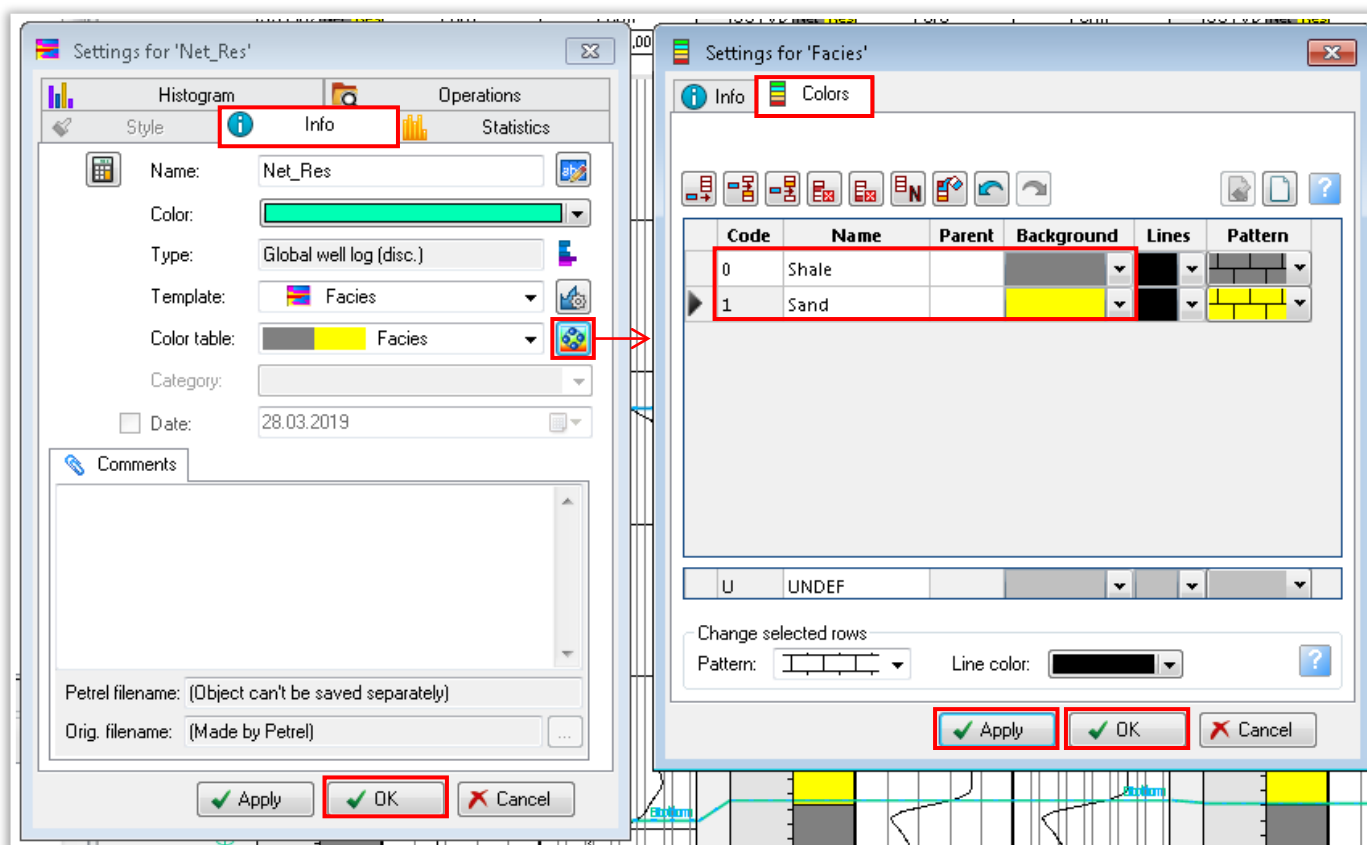 Settings for 'Net_Res'
Histogram
Operations
Style
Info
Statistics
Name: Net_Res
Color:
Type: Global well log (disc.)
Template: Facies
Color table: Facies
Category:
Date: 28.03.2019
Comments
Petrel filename: (Object can't be saved separately)
Orig. filename: (Made by Petrel) ...
Apply
OK
Cancel
Settings for 'Facies'
Info
Colors
Code Name Parent Background Lines Pattern
0 Shale
1 Sand
U UNDEF
Change selected rows
Pattern:
Line color:
Apply
OK
Cancel